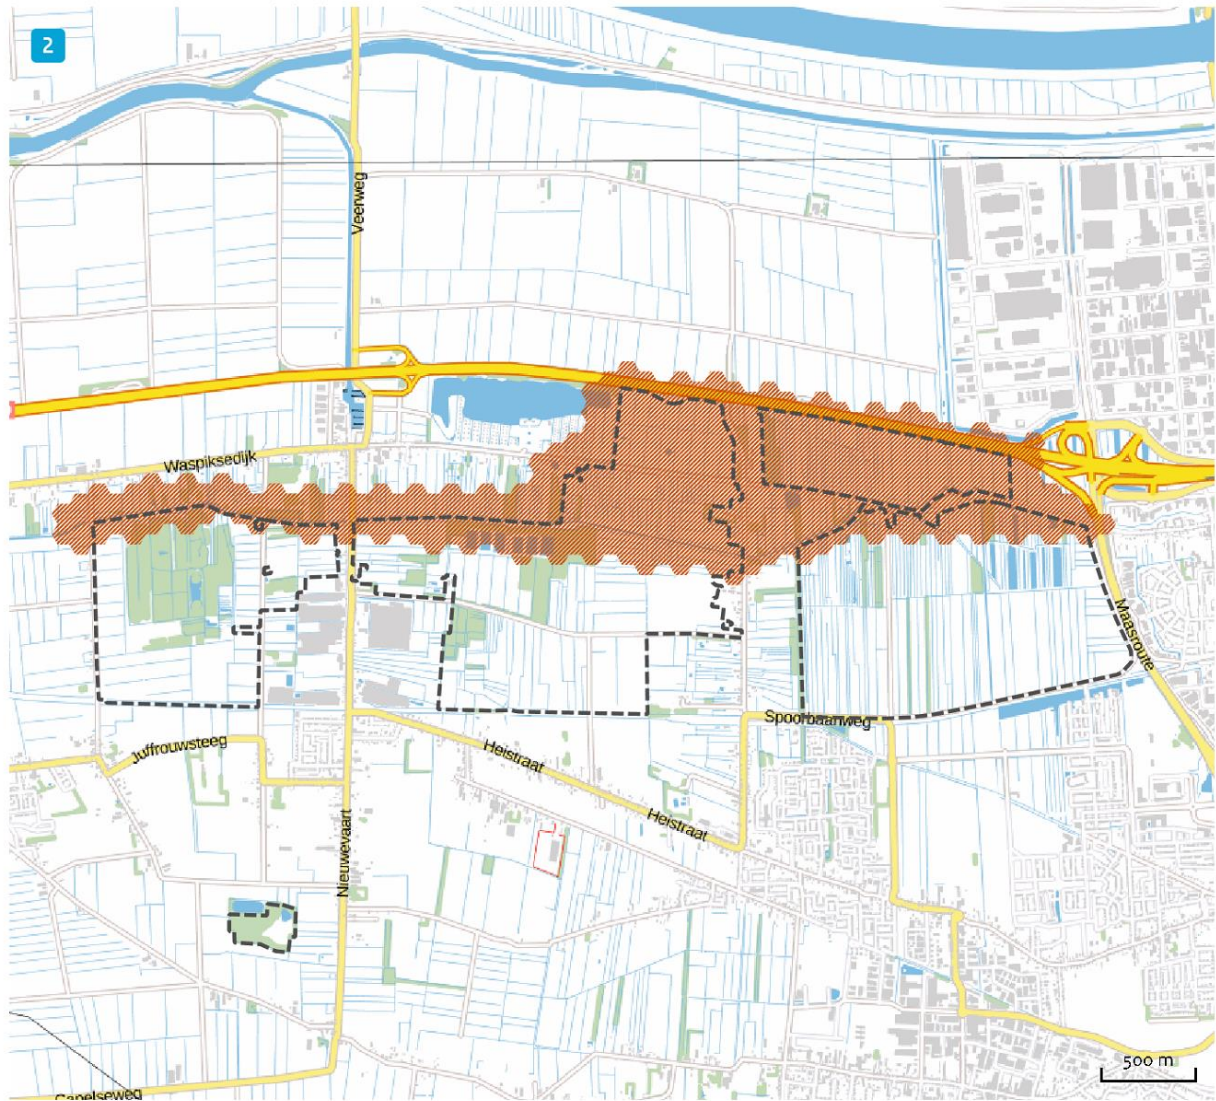 2
Veerweg
Waspiksedijk
Maasroute
Spoorbaanweg
Juffrouwsteeg
Heistraat
Heistraat
Nieuwevaart
500 m
Capelseweg